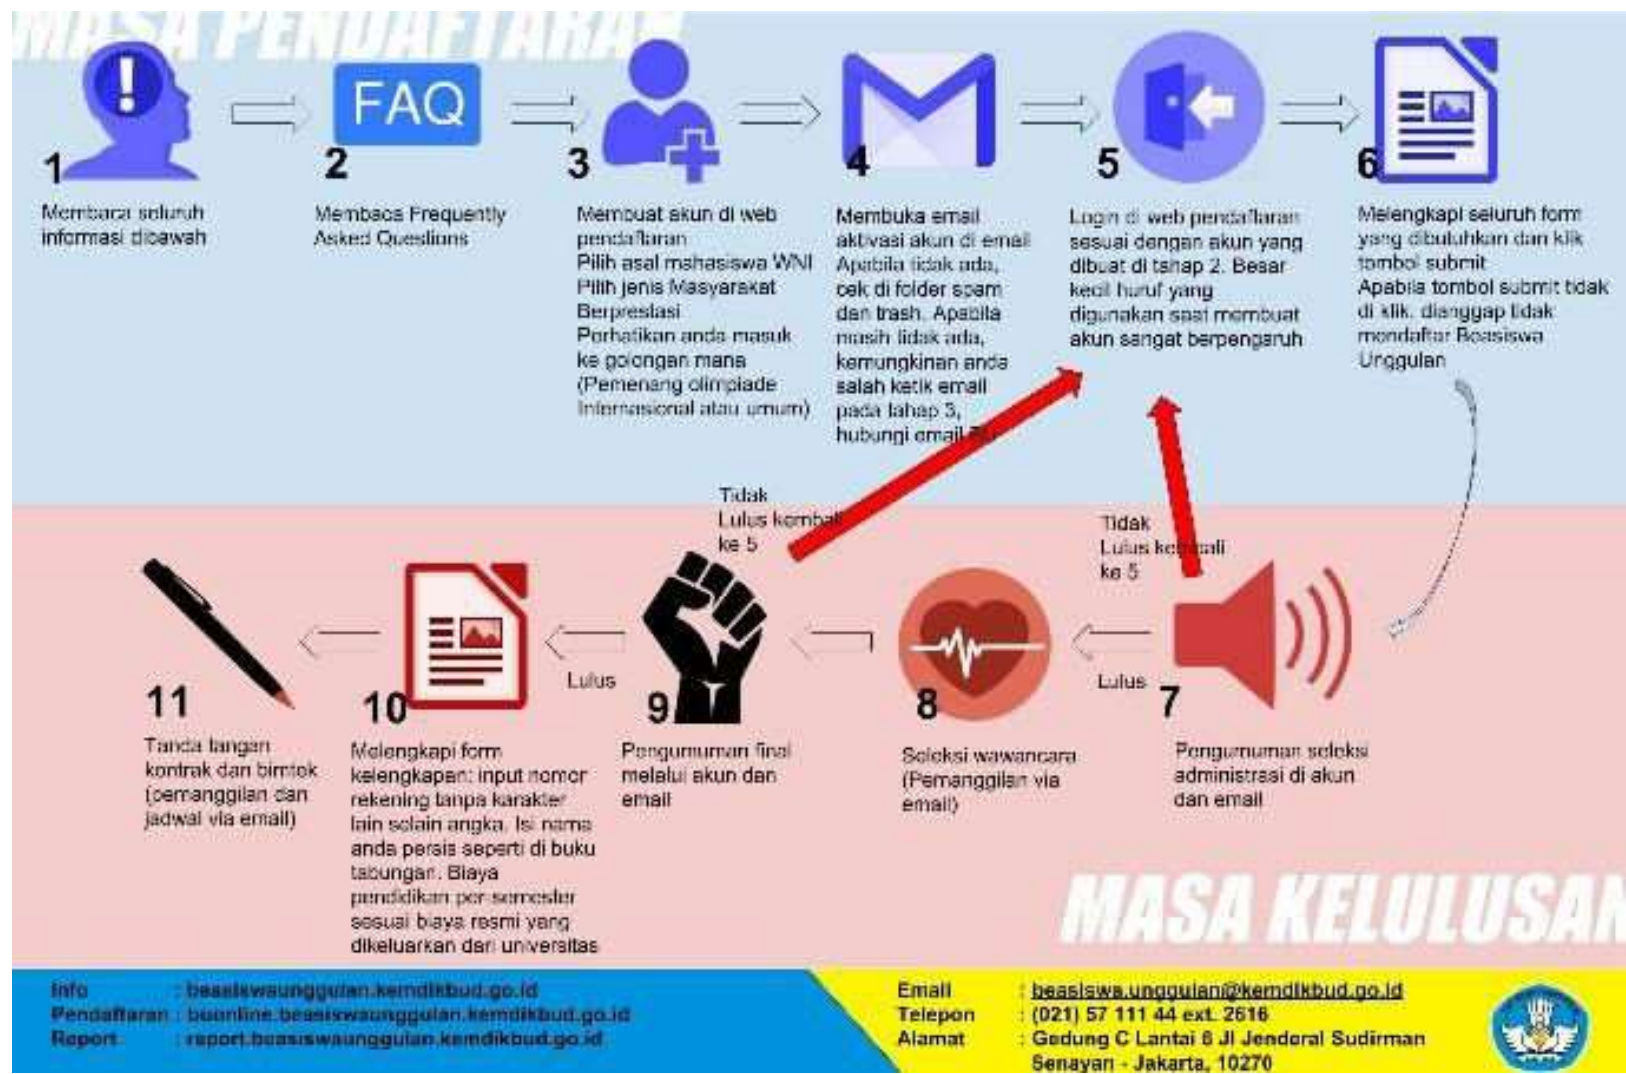 MASA PENDAFTARAN
FAQ
1
Membaca seluruh
informasi dibawah
2
Membaca Frequently
Asked Questions
3
Membuat akun di web
pendaftaran
Pilih asal mahasiswa WNI
Pilih jenis Masyarakat
Berprestasi
Perhatikan anda masuk
ke golongan mana
(Pemenang olimpiade
Internasional atau umum)
4
Membuka email
aktivasi akun di email
Apabila tidak ada,
cek di folder spam
dan trash. Apabila
masih tidak ada,
kemungkinan anda
salah ketik email
pada tahap 3,
hubungi email
5
Login di web pendaftaran
sesuai dengan akun yang
dibuat di tahap 2. Besar
kecil huruf yang
digunakan saat membuat
akun sangat berpengaruh
6
Melengkapi seluruh form
yang dibutuhkan dan klik
tombol submit
Apabila tombol submit tidak
di klik, dianggap tidak
mendaftar Beasiswa
Unggulan
Tidak
Lulus kembali
ke 5
Tidak
Lulus kembali
ke 5
11
Tanda tangan
kontrak dan bimtek
(pemanggilan dan
jadwal via email)
10
Melengkapi form
kelengkapan: input nomor
rekening tanpa karakter
lain selain angka. Isi nama
anda persis seperti di buku
tabungan. Biaya
pendidikan per-semester
sesuai biaya resmi yang
dikeluarkan dari universitas
Lulus
9
Pengumuman final
melalui akun dan
email
8
Seleksi wawancara
(Pemanggilan via
email)
Lulus
7
Pengumuman seleksi
administrasi di akun
dan email
MASA KELULUSAN
Info : beasiswaunggulan.kemdikbud.go.id
Pendaftaran : buonline.beasiswaunggulan.kemdikbud.go.id
Report : report.beasiswaunggulan.kemdikbud.go.id
Email : beasiswa.unggulan@kemdikbud.go.id
Telepon : (021) 57 111 44 ext. 2616
Alamat : Gedung C Lantai 6 Jl Jenderal Sudirman
Senayan - Jakarta, 10270